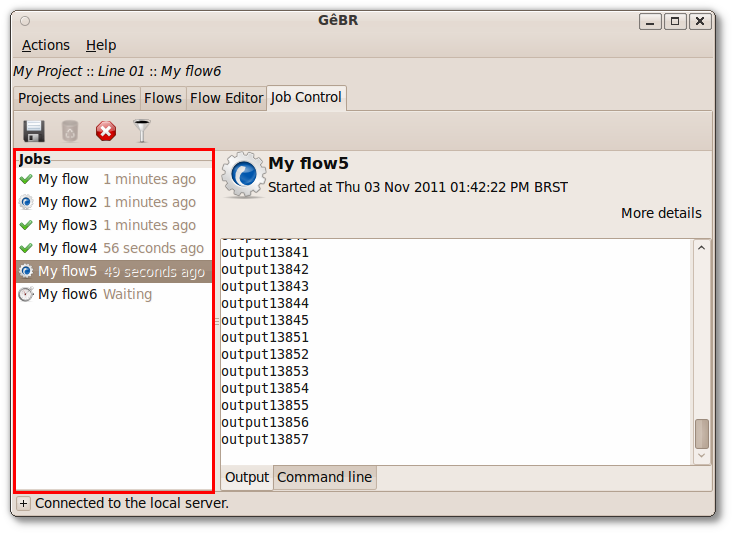 GêBR
Actions Help
My Project :: Line 01 :: My flow6
Projects and Lines Flows Flow Editor Job Control
Jobs
My flow 1 minutes ago
My flow2 1 minutes ago
My flow3 1 minutes ago
My flow4 56 seconds ago
My flow5 49 seconds ago
My flow6 Waiting
My flow5
Started at Thu 03 Nov 2011 01:42:22 PM BRST
More details
output13841
output13842
output13843
output13844
output13845
output13851
output13852
output13853
output13854
output13855
output13856
output13857
Output Command line
Connected to the local server.